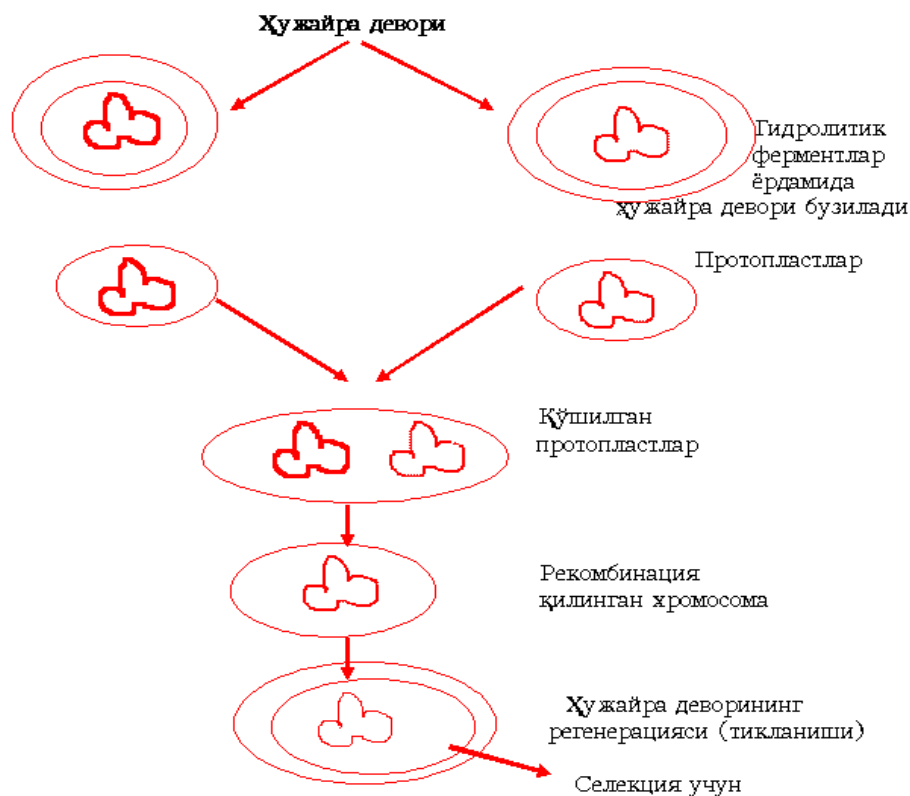 Ҳужайра девори
Гидролитик
ферментлар
ёрдамида
ҳужайра девори бузилади
Протопластлар
Қўшилган
протопластлар
Рекомбинация
қилинган хромосома
Ҳужайра деворининг
регенерацияси (тикланиши)
Селекция учун